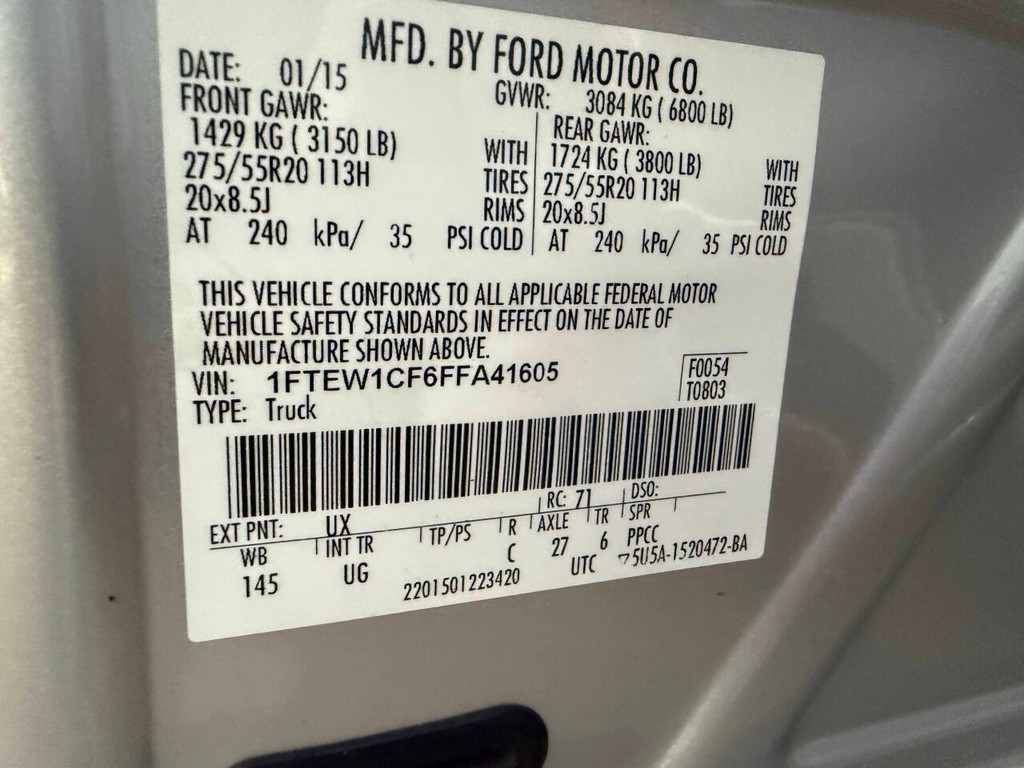 MFD. BY FORD MOTOR CO.
DATE: 01/15 GVWR: 3084 KG ( 6800 LB)
FRONT GAWR: REAR GAWR:
1429 KG ( 3150 LB) WITH 1724 KG ( 3800 LB) WITH
275/55R20 113H TIRES 275/55R20 113H TIRES
20x8.5J RIMS 20x8.5J RIMS
AT 240 kPa/ 35 PSI COLD AT 240 kPa/ 35 PSI COLD
THIS VEHICLE CONFORMS TO ALL APPLICABLE FEDERAL MOTOR
VEHICLE SAFETY STANDARDS IN EFFECT ON THE DATE OF
MANUFACTURE SHOWN ABOVE.
VIN: 1FTEW1CF6FFA41605 F0054
TYPE: Truck T0803
EXT PNT: UX RC: 71 DSO:
WB INT TR TP/PS R AXLE TR SPR
145 UG C 27 6 PPCC
2201501223420 UTC 75U5A-1520472-BA